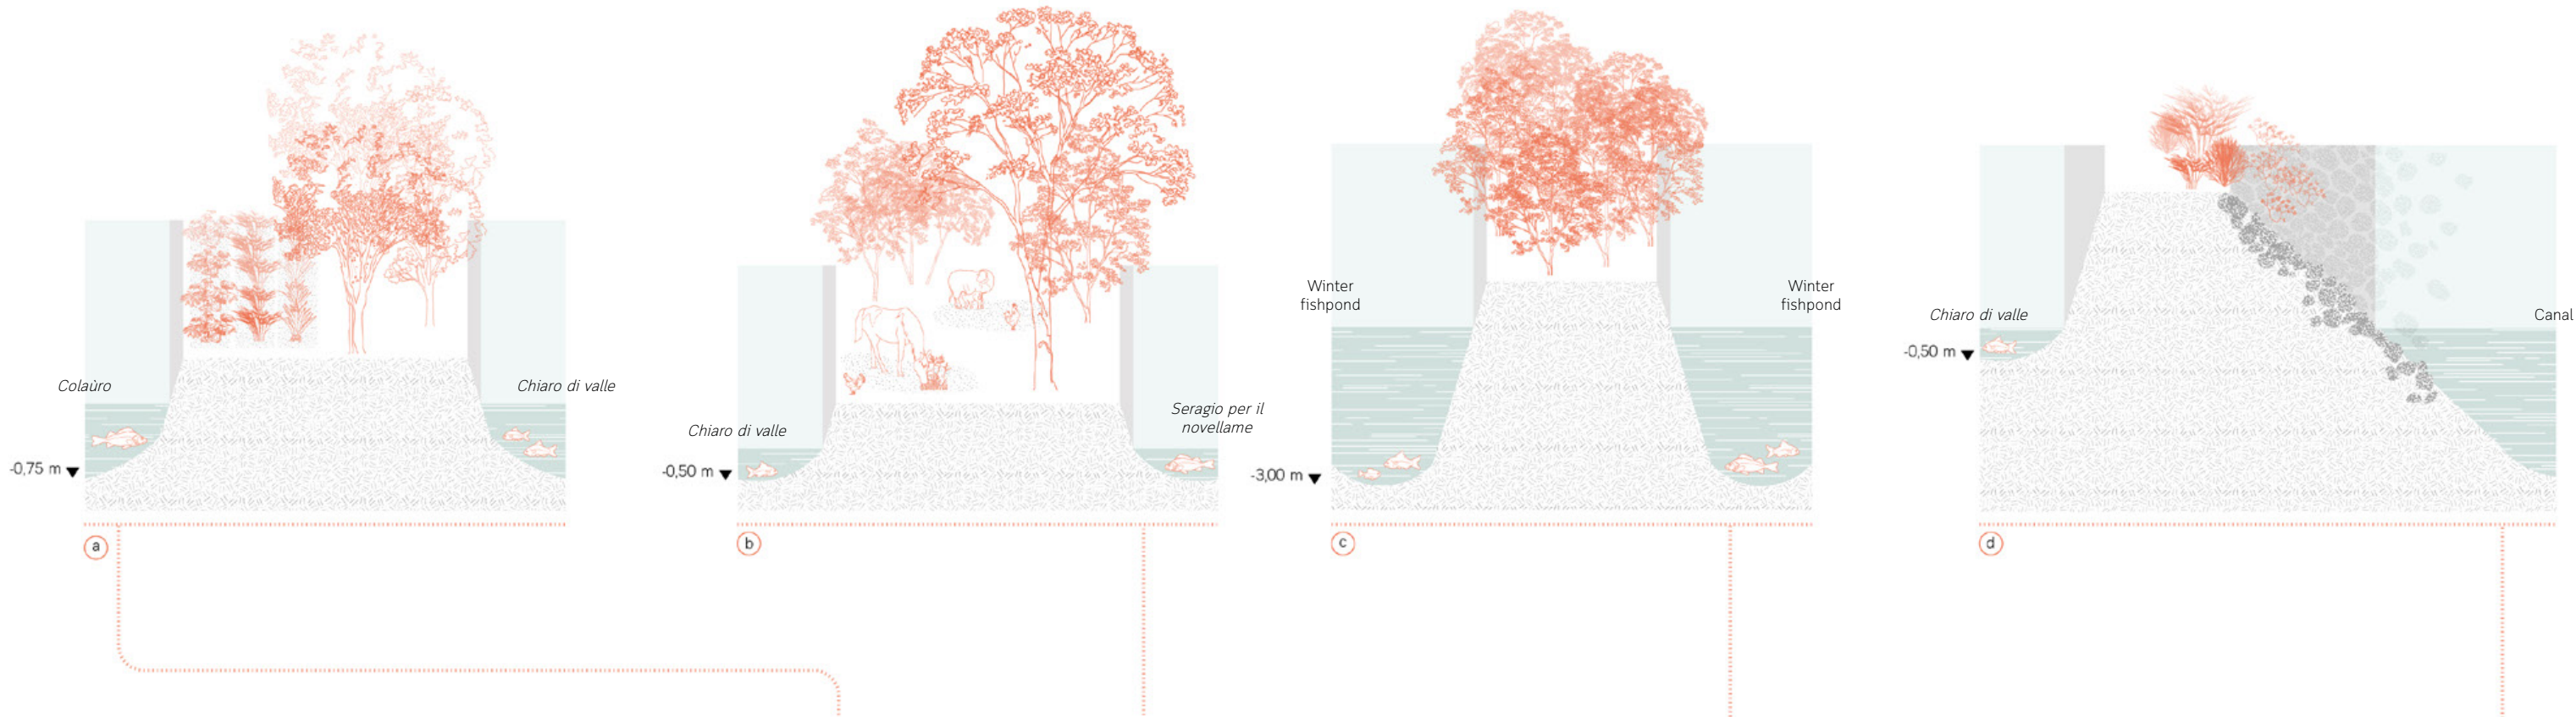 Colaùro
Chiaro di valle
-0,75 m
a
Chiaro di valle
Seragio per il
novellame
-0,50 m
b
Winter
fishpond
Winter
fishpond
-3,00 m
c
Chiaro di valle
Canal
-0,50 m
d